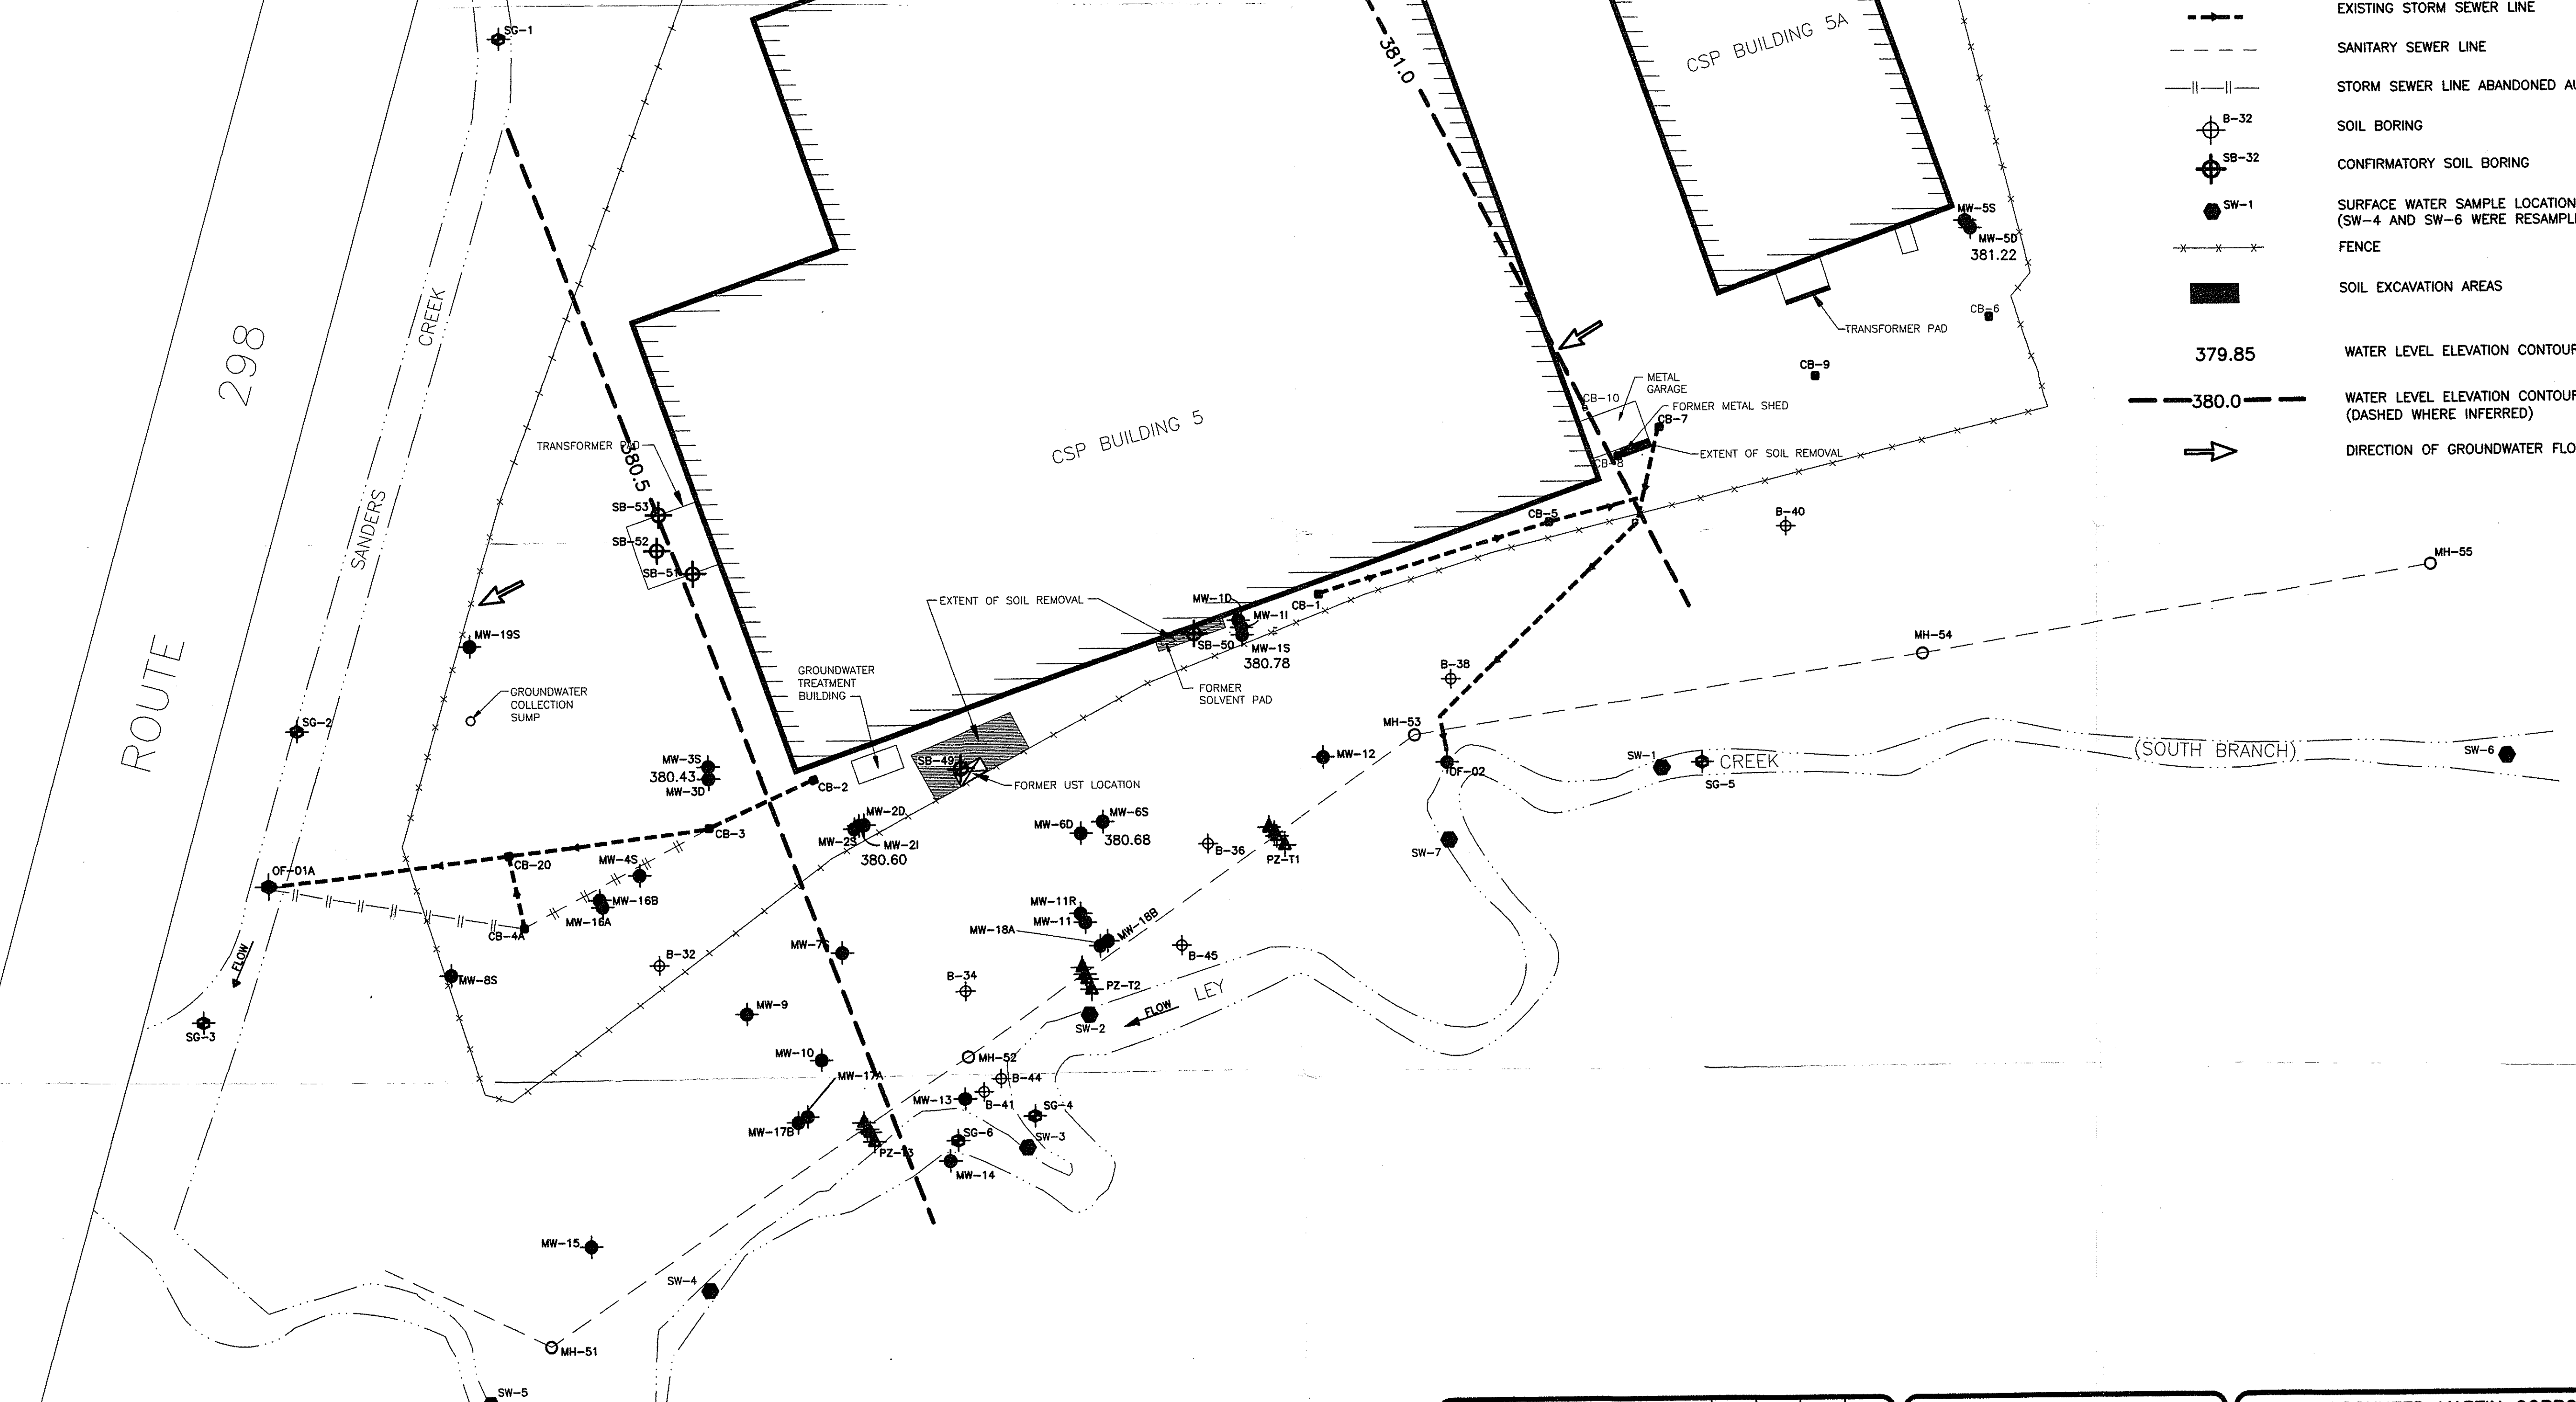 SG-1
381.0
CSP BUILDING 5A
EXISTING STORM SEWER LINE
SANITARY SEWER LINE
STORM SEWER LINE ABANDONED
B-32
SOIL BORING
SB-32
CONFIRMATORY SOIL BORING
SW-1
SURFACE WATER SAMPLE LOCATION
(SW-4 AND SW-6 WERE
FENCE
SOIL EXCAVATION AREAS
379.85
WATER LEVEL ELEVATION
380.0
WATER LEVEL ELEVATION
(DASHED WHERE INFERRED)
DIRECTION OF GROUNDWATER
MW-5S
MW-5D
381.22
CB-6
TRANSFORMER PAD
CB-9
METAL
GARAGE
CB-10
FORMER METAL SHED
CB-7
CB-8
EXTENT OF SOIL REMOVAL
CREEK
298
CSP BUILDING 5
TRANSFORMER PAD
380.5
SB-53
SB-52
SB-51
SANDERS
CB-5
B-40
MH-55
EXTENT OF SOIL REMOVAL
MW-1D
CB-1
MW-1I
SB-50
MW-1S
380.78
MH-54
MW-19S
ROUTE
GROUNDWATER
TREATMENT
BUILDING
FORMER
SOLVENT PAD
B-38
GROUNDWATER
COLLECTION
SUMP
SG-2
MH-53
MW-3S
380.43
MW-3D
SB-49
FORMER UST LOCATION
MW-12
OF-02
SW-1
SG-5
CREEK
(SOUTH BRANCH)
SW-6
CB-2
MW-2D
MW-2S
MW-2I
380.60
CB-3
MW-6S
MW-6D
380.68
B-36
PZ-T1
SW-7
CB-20
MW-4S
OF-01A
MW-16B
MW-16A
CB-4A
MW-11R
MW-11
MW-18A
MW-18B
B-45
FLOW
MW-8S
B-32
MW-7S
B-34
PZ-T2
LEY
FLOW
SW-2
SG-3
MW-9
MW-10
MH-52
MW-17A
B-44
B-41
MW-13
SG-4
MW-17B
SG-6
SW-3
PZ-T3
MW-14
MW-15
SW-4
MH-51
SW-5